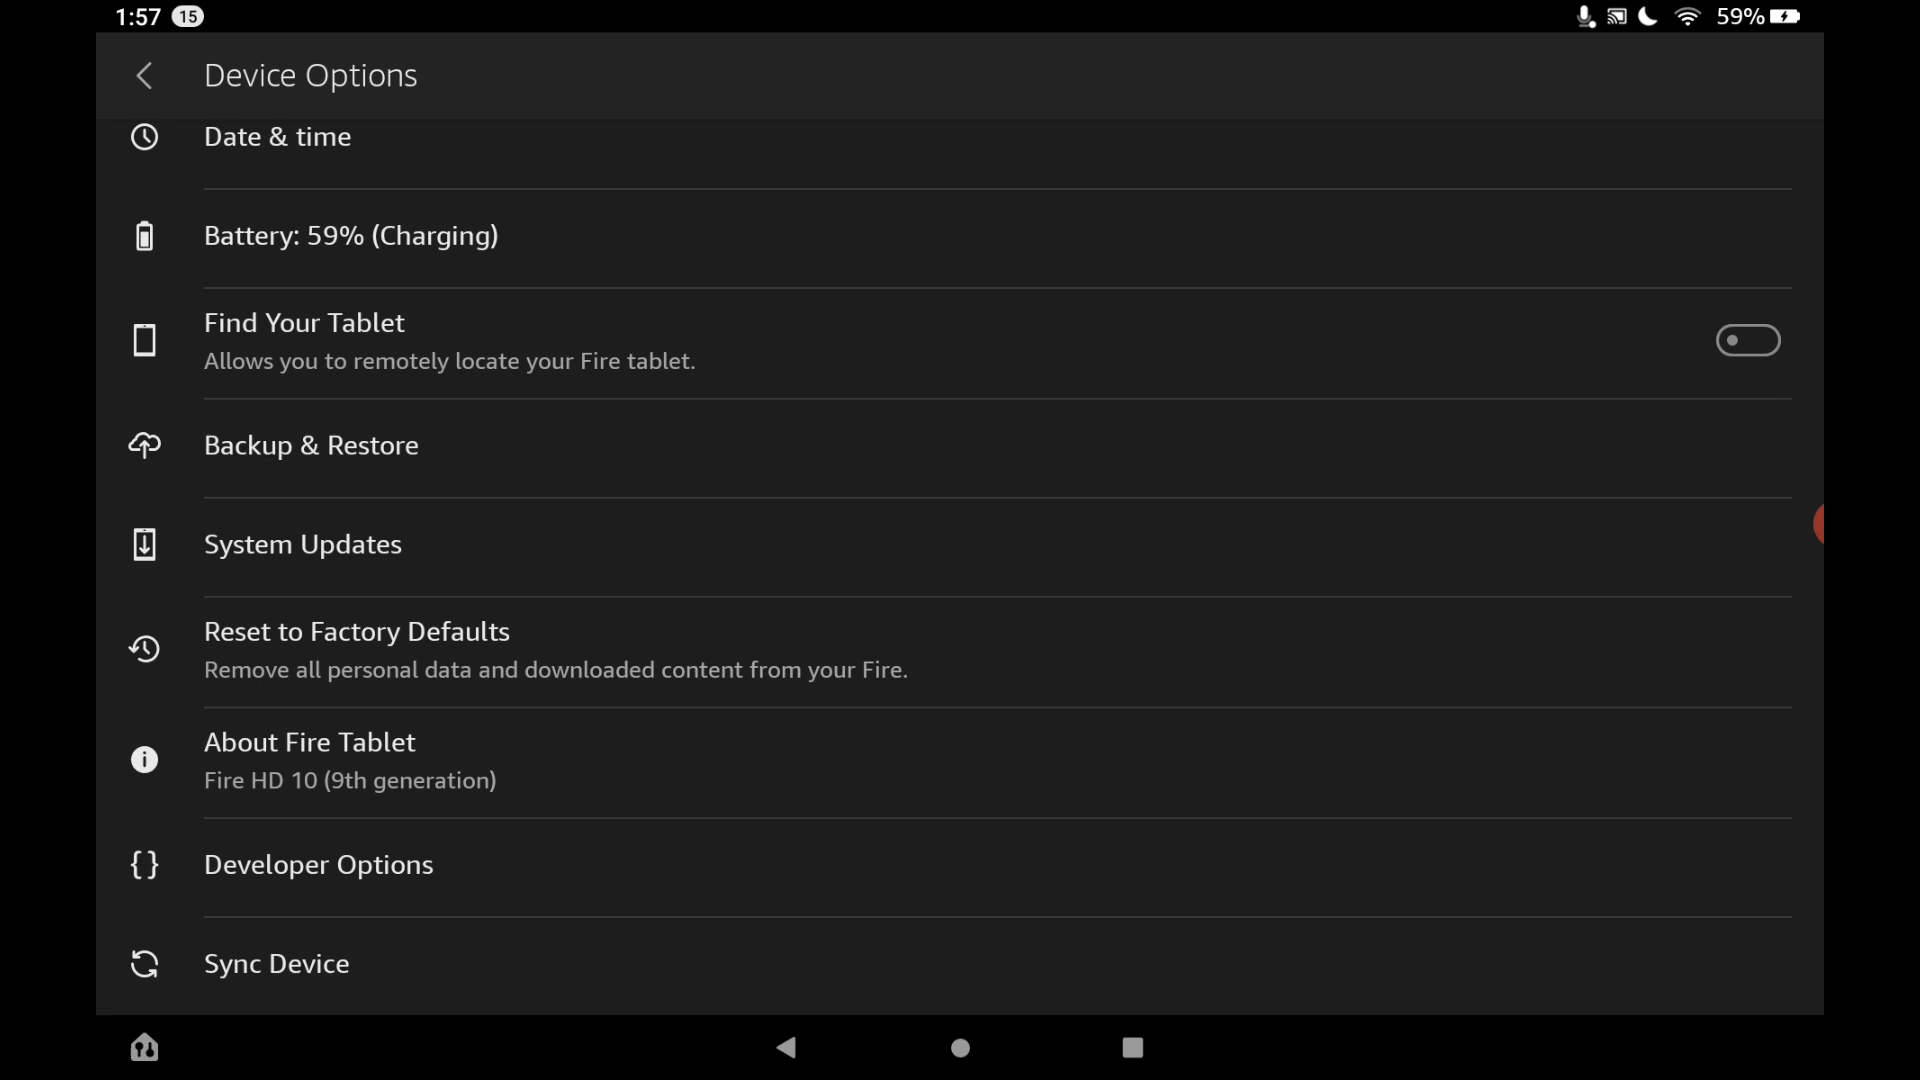 1:57 15 59%
Device Options
Date & time
Battery: 59% (Charging)
Find Your Tablet
Allows you to remotely locate your Fire tablet.
Backup & Restore
System Updates
Reset to Factory Defaults
Remove all personal data and downloaded content from your Fire.
About Fire Tablet
Fire HD 10 (9th generation)
Developer Options
Sync Device